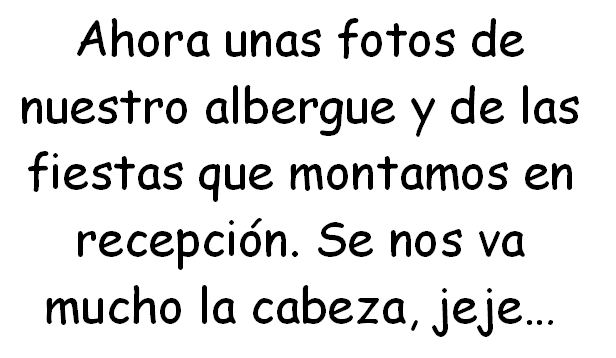 Ahora unas fotos de
nuestro albergue y de las
fiestas que montamos en
recepción. Se nos va
mucho la cabeza, jeje...